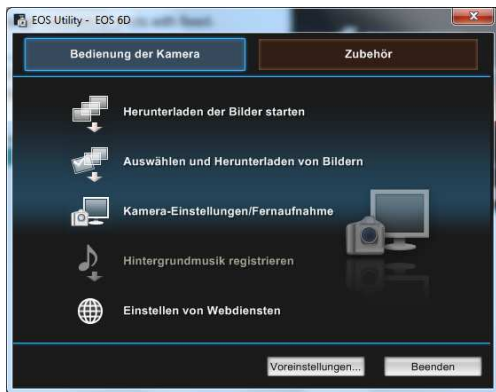 EOS Utility - EOS 6D
Bedienung der Kamera
Zubehör
Herunterladen der Bilder starten
Auswählen und Herunterladen von Bildern
Kamera-Einstellungen/Fernaufnahme
Hintergrundmusik registrieren
Einstellen von Webdiensten
Voreinstellungen...
Beenden